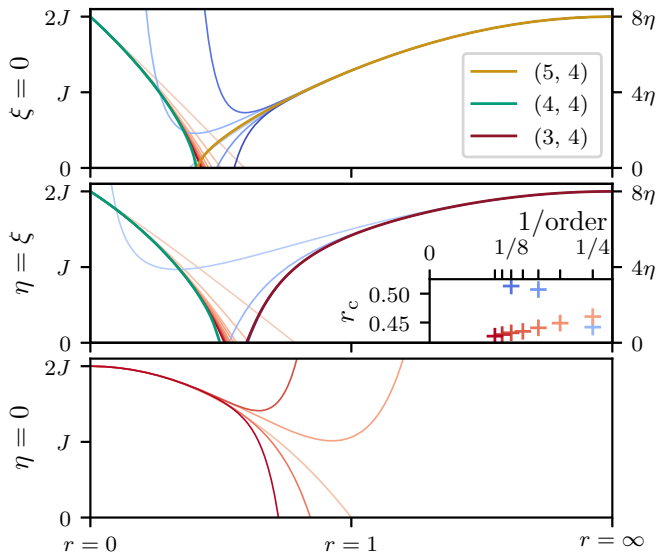 2J
J
0
ξ = 0
8η
4η
0
(5, 4)
(4, 4)
(3, 4)
2J
J
0
η = ξ
8η
4η
0
1/order
0
1/8
1/4
0.50
0.45
r_c
2J
J
0
η = 0
r = 0
r = 1
r = ∞